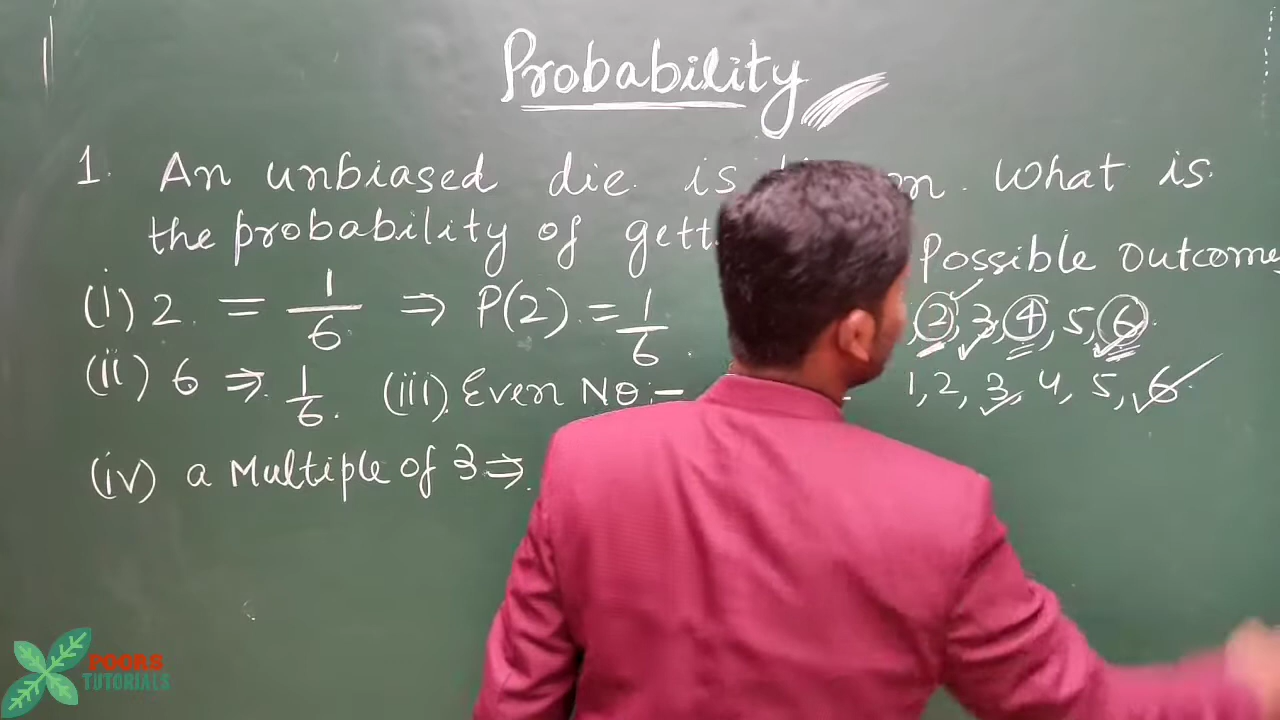 Probability
1. An unbiased die is What is
the probability of
Possible Outcome
(i) 2 = 1/6 ⇒ P(2) = 1/6
, 2, 3, 4, 5, 6
(ii) 6 ⇒ 1/6. (iii) Even No :-
1, 2, 3, 4, 5, 6
(iv) a Multiple of 3 ⇒
POORS
TUTORIALS